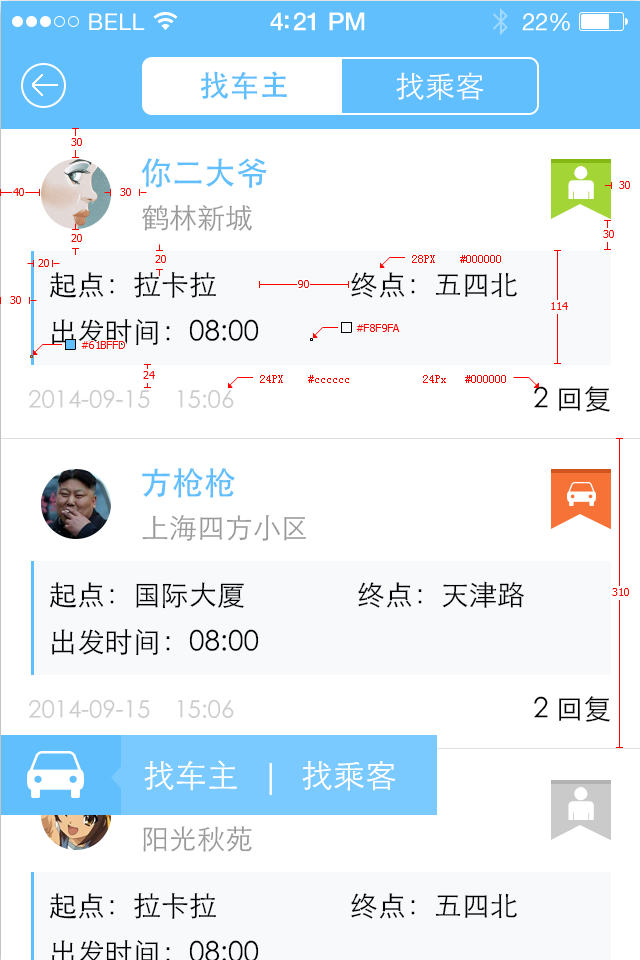 BELL 4:21 PM 22%
找车主 找乘客
30
40 30 你二大爷 30
鹤林新城
20 30
20 20 28PX #000000
起点：拉卡拉 90 终点：五四北
30 114
出发时间：08:00 #F8F9FA
#61BFFD
24 24PX #cccccc 24Px #000000
2014-09-15 15:06 2 回复
方枪枪
上海四方小区
起点：国际大厦 终点：天津路
310
出发时间：08:00
2014-09-15 15:06 2 回复
找车主 | 找乘客
阳光秋苑
起点：拉卡拉 终点：五四北
出发时间：08:00